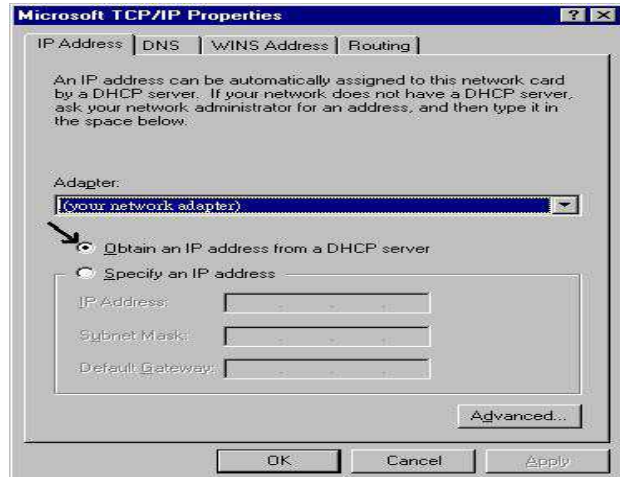 Microsoft TCP/IP Properties
IP Address DNS WINS Address Routing
An IP address can be automatically assigned to this network card
by a DHCP server. If your network does not have a DHCP server,
ask your network administrator for an address, and then type it in
the space below.
Adapter:
(your network adapter)
Obtain an IP address from a DHCP server
Specify an IP address
IP Address:
Subnet Mask:
Default Gateway:
Advanced...
OK Cancel Apply